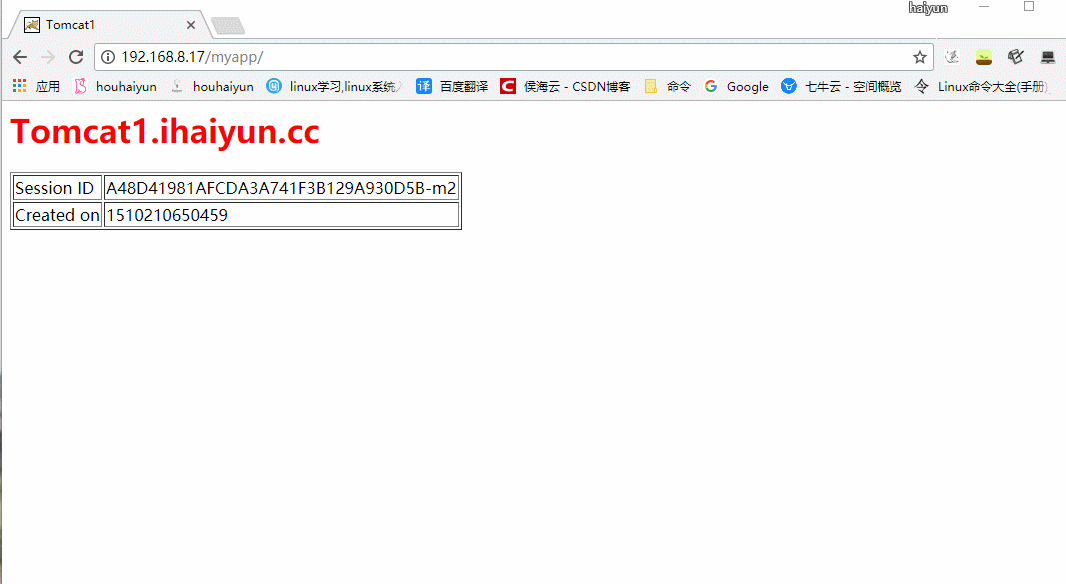 haiyun
Tomcat1
192.168.8.17/myapp/
应用 houhaiyun houhaiyun linux学习,linux系统 百度翻译 侯海云 - CSDN博客 命令 Google 七牛云 - 空间概览 Linux命令大全(手册)
Tomcat1.ihaiyun.cc
Session ID A48D41981AFCDA3A741F3B129A930D5B-m2
Created on 1510210650459